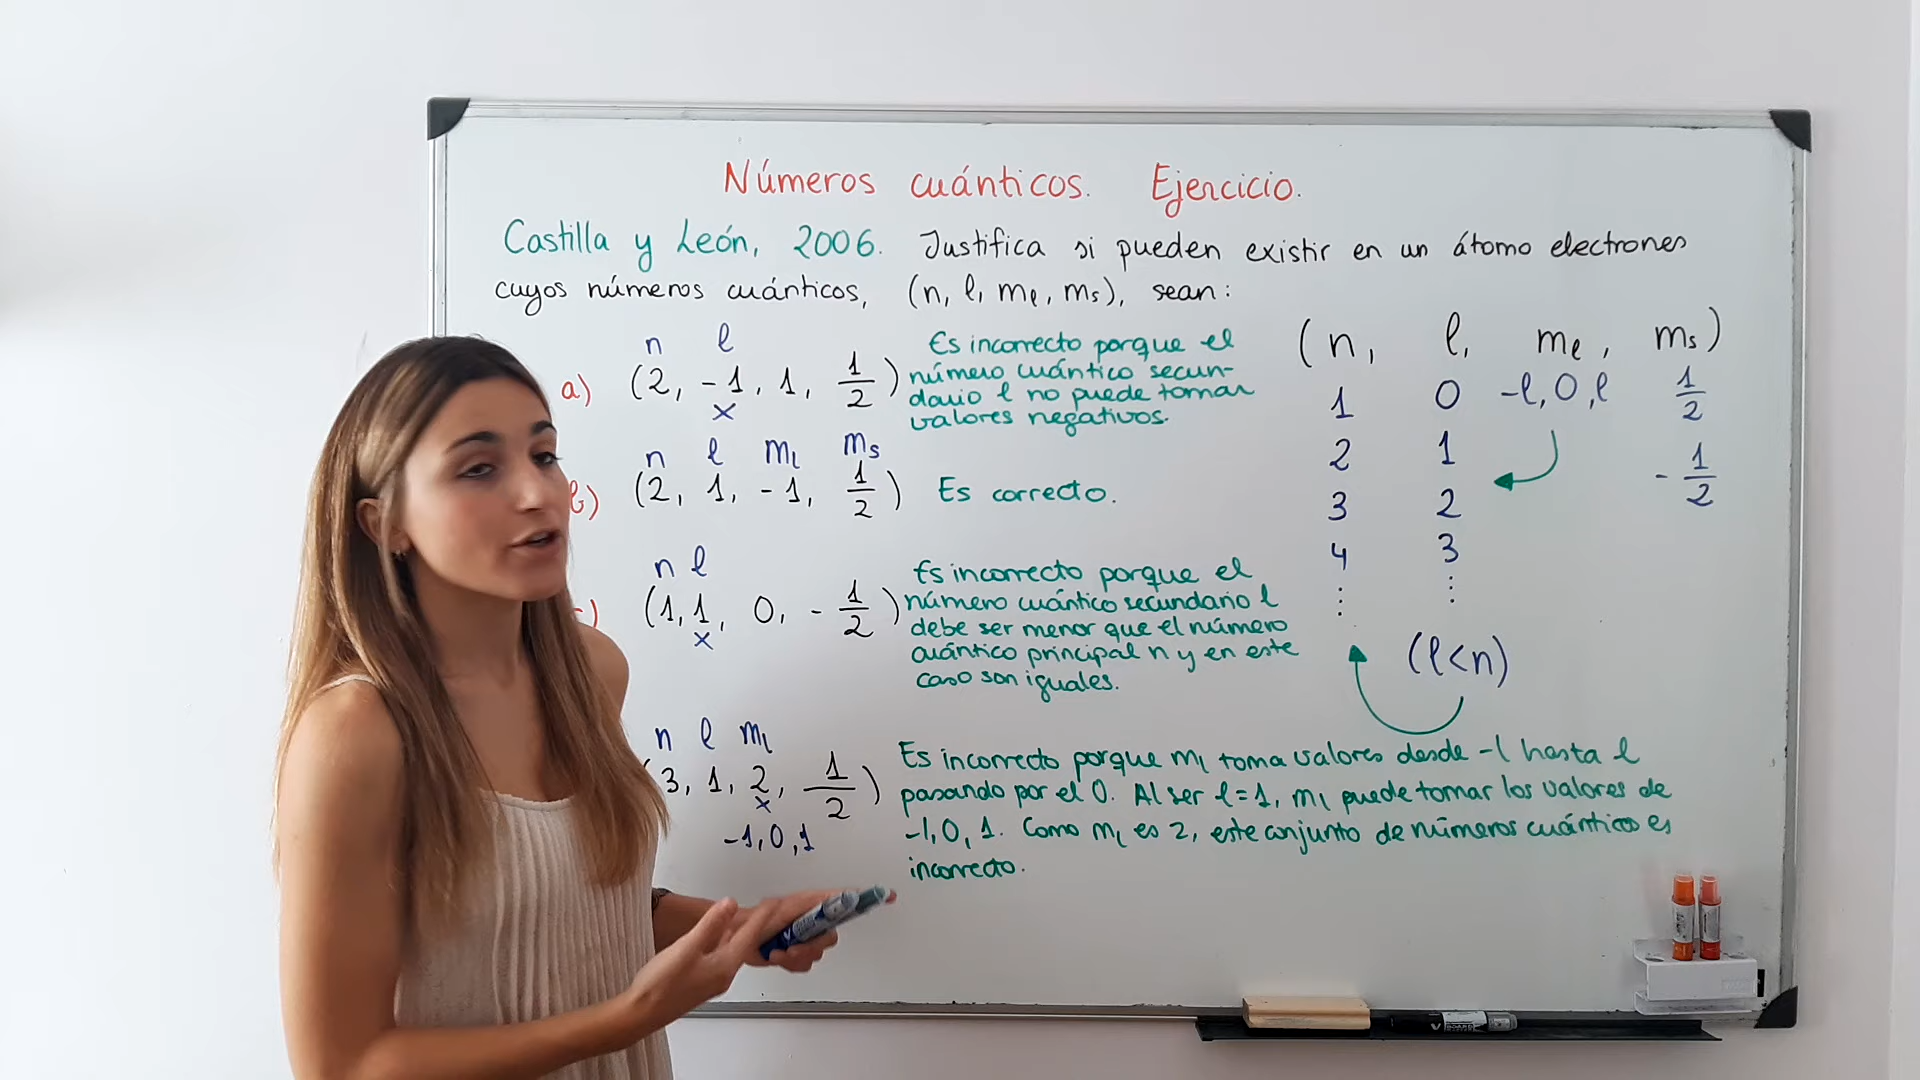 Números cuánticos. Ejercicio.
Castilla y León, 2006. Justifica si pueden existir en un átomo electrones
cuyos números cuánticos, (n, l, mℓ, ms), sean:
n l
a) (2, -1, 1, 1/2)
x
Es incorrecto porque el
número cuántico secun-
dario l no puede tomar
valores negativos.
n l ml ms
b) (2, 1, -1, 1/2) Es correcto.
n l
(1, 1, 0, -1/2)
x
Es incorrecto porque el
número cuántico secundario l
debe ser menor que el número
cuántico principal n y en este
caso son iguales.
n l ml
(3, 1, 2, 1/2)
x
-1, 0, 1
Es incorrecto porque ml toma valores desde -l hasta l
pasando por el 0. Al ser l=1, ml puede tomar los valores de
-1, 0, 1. Como ml es 2, este conjunto de números cuánticos es
incorrecto.
(n, l, mℓ, ms)
1 0 -l, 0, l 1/2
2 1 -1/2
3 2
4 3
⋮ ⋮
(l<n)
V BOARD